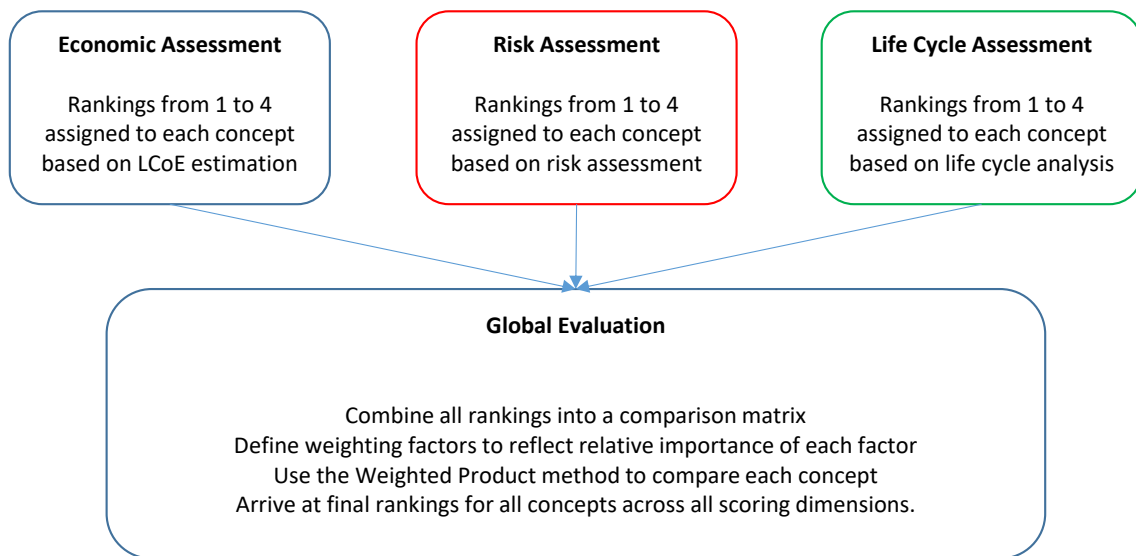 Economic Assessment
Rankings from 1 to 4
assigned to each concept
based on LCoE estimation
Risk Assessment
Rankings from 1 to 4
assigned to each concept
based on risk assessment
Life Cycle Assessment
Rankings from 1 to 4
assigned to each concept
based on life cycle analysis
Global Evaluation
Combine all rankings into a comparison matrix
Define weighting factors to reflect relative importance of each factor
Use the Weighted Product method to compare each concept
Arrive at final rankings for all concepts across all scoring dimensions.